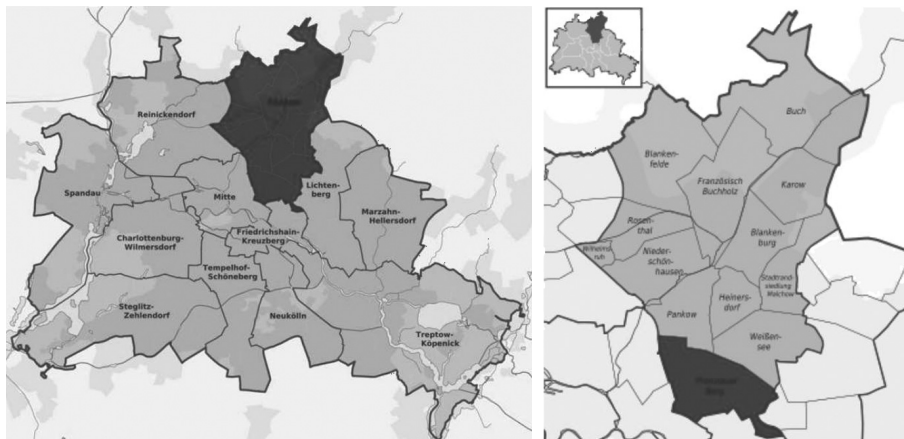 Reinickendorf
Spandau
Mitte
Lichten-
berg
Marzahn-
Hellersdorf
Charlottenburg-
Wilmersdorf
Friedrichshain-
Kreuzberg
Tempelhof-
Schöneberg
Steglitz-
Zehlendorf
Neukölln
Treptow-
Köpenick
Buch
Blanken-
felde
Französisch
Buchholz
Karow
Rosen-
thal
Blanken-
burg
Wilhelms-
ruh
Nieder-
schön-
hausen
Stadtrand-
siedlung
Malchow
Heiners-
dorf
Pankow
Weißen-
see